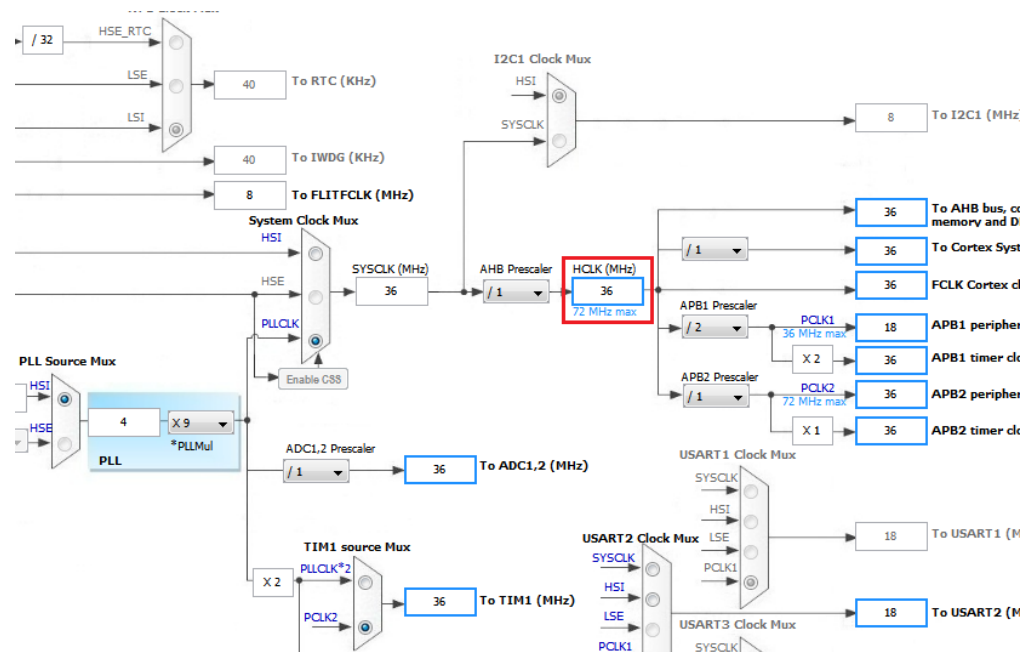 HSE_RTC
/ 32
LSE
40
To RTC (KHz)
LSI
40
To IWDG (KHz)
8
To FLITFCLK (MHz)
I2C1 Clock Mux
HSI
SYSCLK
8
To I2C1 (MHz)
System Clock Mux
HSI
HSE
PLLCLK
Enable CSS
SYSCLK (MHz)
36
AHB Prescaler
/ 1
HCLK (MHz)
36
72 MHz max
36
To AHB bus, co
memory and D
/ 1
36
To Cortex Syst
36
FCLK Cortex cl
APB1 Prescaler
/ 2
PCLK1
36 MHz max
18
APB1 peripher
X 2
36
APB1 timer clo
APB2 Prescaler
/ 1
PCLK2
72 MHz max
36
APB2 peripher
X 1
36
APB2 timer clo
PLL Source Mux
HSI
HSE
4
X 9
*PLLMul
PLL
ADC1,2 Prescaler
/ 1
36
To ADC1,2 (MHz)
TIM1 source Mux
X 2
PLLCLK*2
PCLK2
36
To TIM1 (MHz)
USART1 Clock Mux
SYSCLK
HSI
LSE
PCLK1
18
To USART1 (M
USART2 Clock Mux
SYSCLK
HSI
LSE
PCLK1
18
To USART2 (M
USART3 Clock Mux
SYSCLK